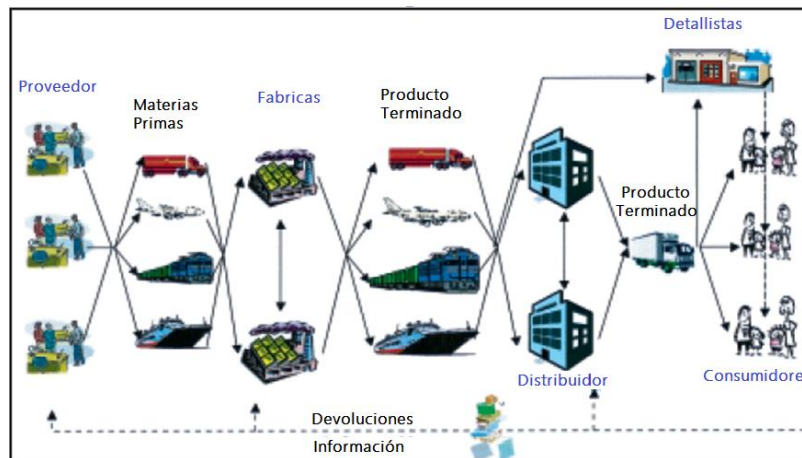 Detallistas
Proveedor
Materias
Primas
Fabricas
Producto
Terminado
Producto
Terminado
Distribuidor
Consumidore
Devoluciones
Información